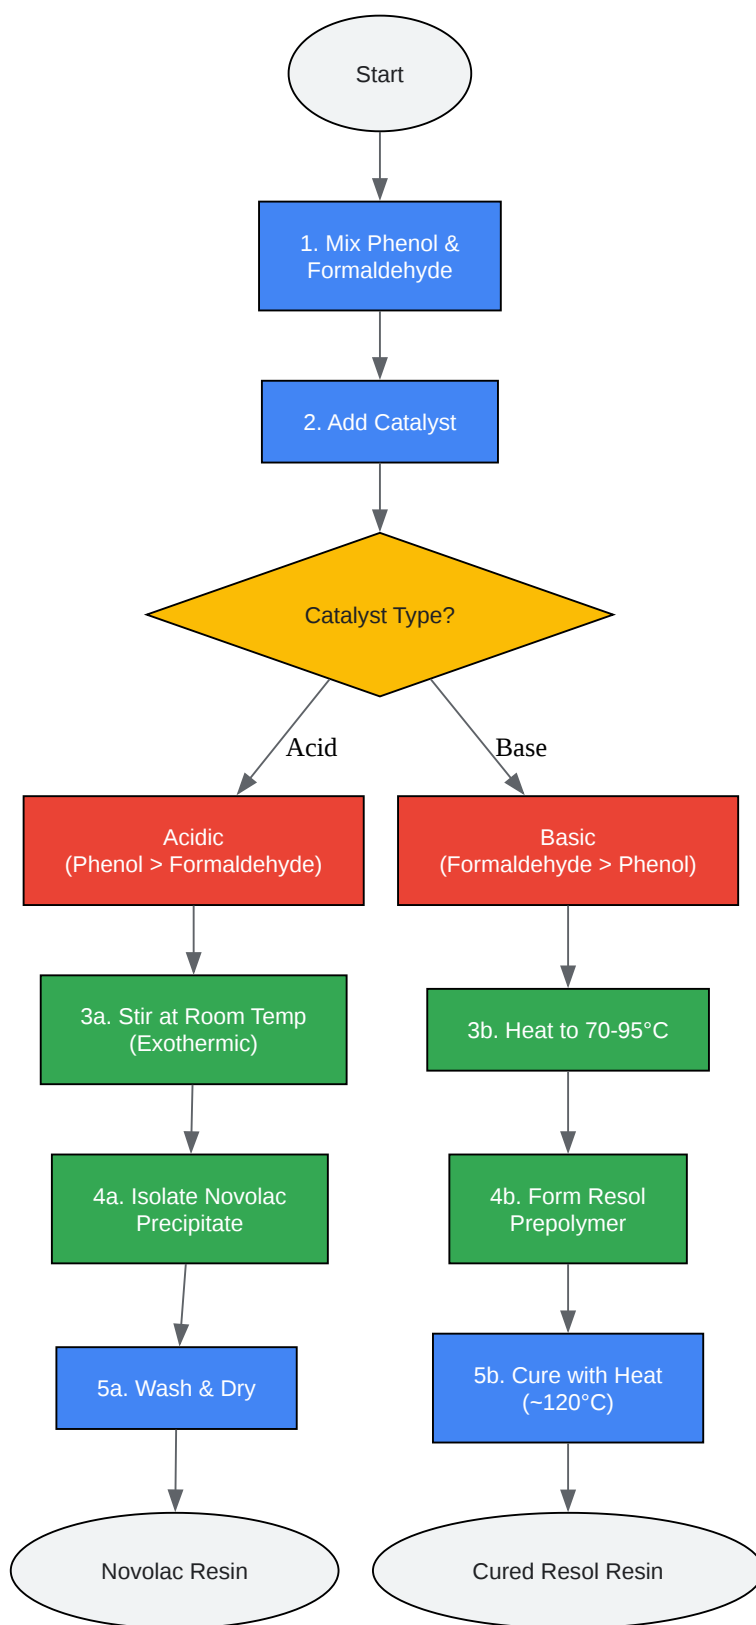 Start
1. Mix Phenol &
Formaldehyde
2. Add Catalyst
Catalyst Type?
Acid
Base
Acidic
(Phenol > Formaldehyde)
Basic
(Formaldehyde > Phenol)
3a. Stir at Room Temp
(Exothermic)
3b. Heat to 70-95°C
4a. Isolate Novolac
Precipitate
4b. Form Resol
Prepolymer
5a. Wash & Dry
5b. Cure with Heat
(~120°C)
Novolac Resin
Cured Resol Resin